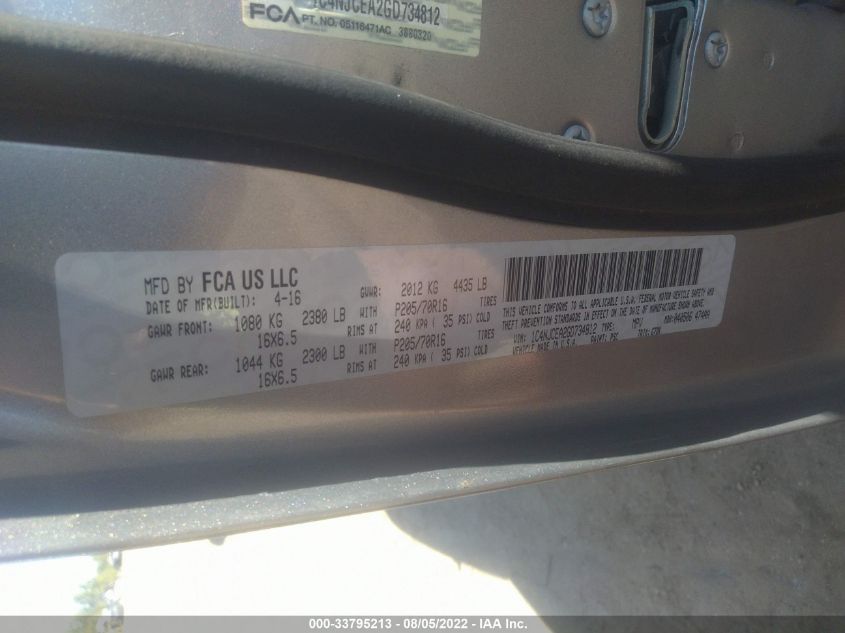 1C4NJCEA2GD734812
FCA PT. NO. 05116471AC 3880320
MFD BY FCA US LLC
DATE OF MFR(BUILT): 4-16 GVWR: 2012 KG 4435 LB
GAWR FRONT: 1080 KG 2380 LB WITH P205/70R16 TIRES
16X6.5 RIMS AT 240 KPA ( 35 PSI) COLD
GAWR REAR: 1044 KG 2300 LB WITH P205/70R16 TIRES
16X6.5 RIMS AT 240 KPA ( 35 PSI) COLD
THIS VEHICLE CONFORMS TO ALL APPLICABLE U.S.A. FEDERAL MOTOR VEHICLE SAFETY AND
THEFT PREVENTION STANDARDS IN EFFECT ON THE DATE OF MANUFACTURE SHOWN ABOVE.
VIN: 1C4NJCEA2GD734812 TYPE: MPV
VEHICLE MADE IN U.S.A. PAINT: PSC
000-33795213 - 08/05/2022 - IAA Inc.